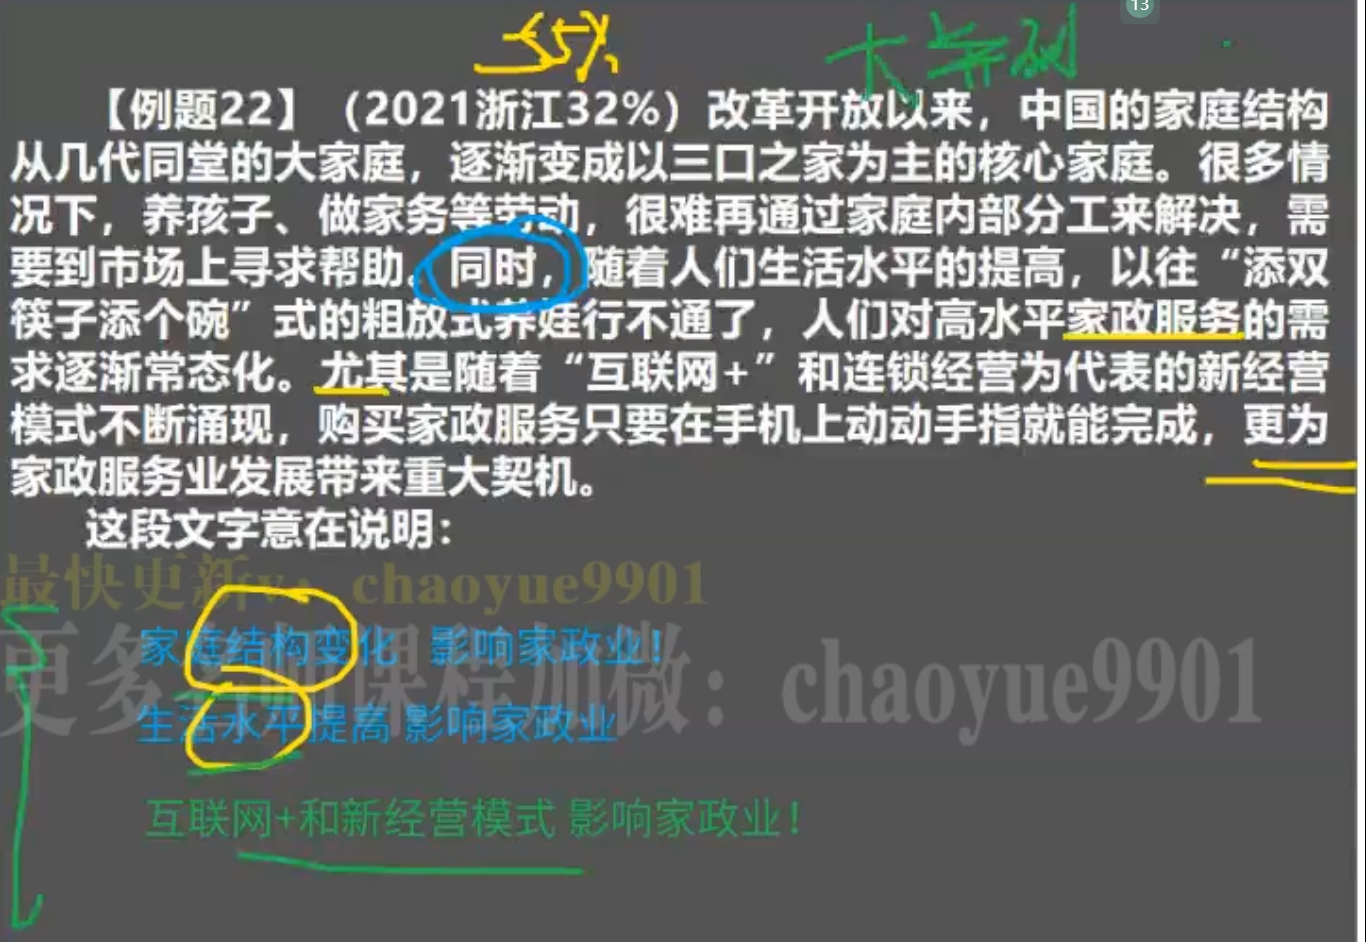 13
55%
大并列
【例题22】（2021浙江32%）改革开放以来，中国的家庭结构
从几代同堂的大家庭，逐渐变成以三口之家为主的核心家庭。很多情
况下，养孩子、做家务等劳动，很难再通过家庭内部分工来解决，需
要到市场上寻求帮助。同时，随着人们生活水平的提高，以往“添双
筷子添个碗”式的粗放式养娃行不通了，人们对高水平家政服务的需
求逐渐常态化。尤其是随着“互联网+”和连锁经营为代表的新经营
模式不断涌现，购买家政服务只要在手机上动动手指就能完成，更为
家政服务业发展带来重大契机。
这段文字意在说明：
最快更新v：chaoyue9901
家庭结构变化 影响家政业！
课程加微：chaoyue9901
生活水平提高 影响家政业
互联网+和新经营模式 影响家政业！